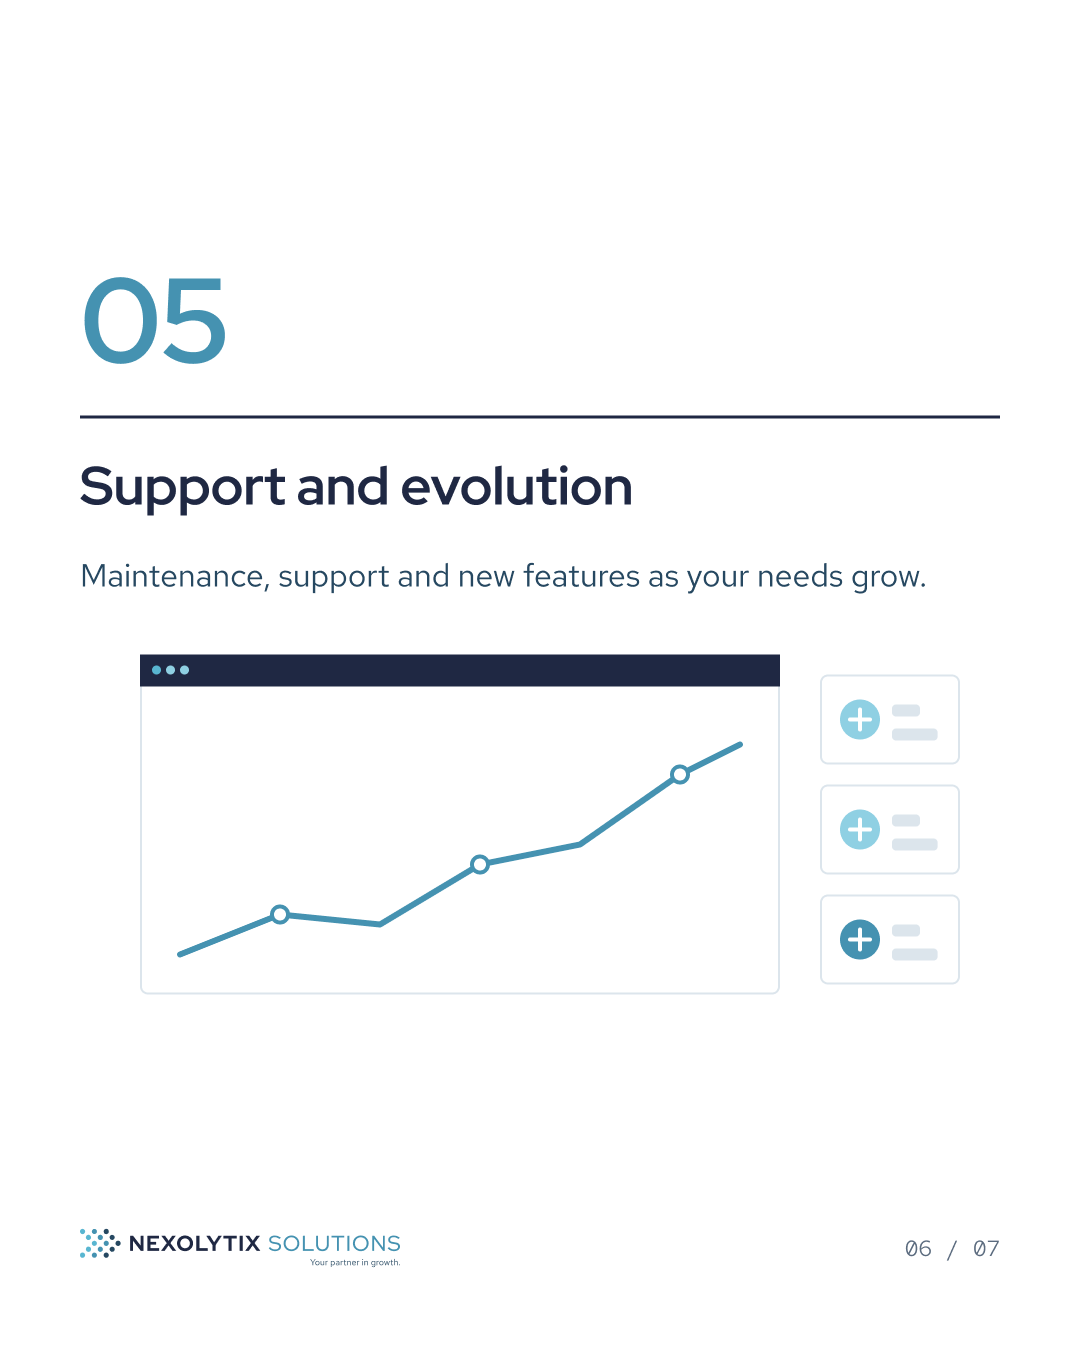 05
Support and evolution
Maintenance, support and new features as your needs grow.
NEXOLYTIX SOLUTIONS
Your partner in growth.
06 / 07